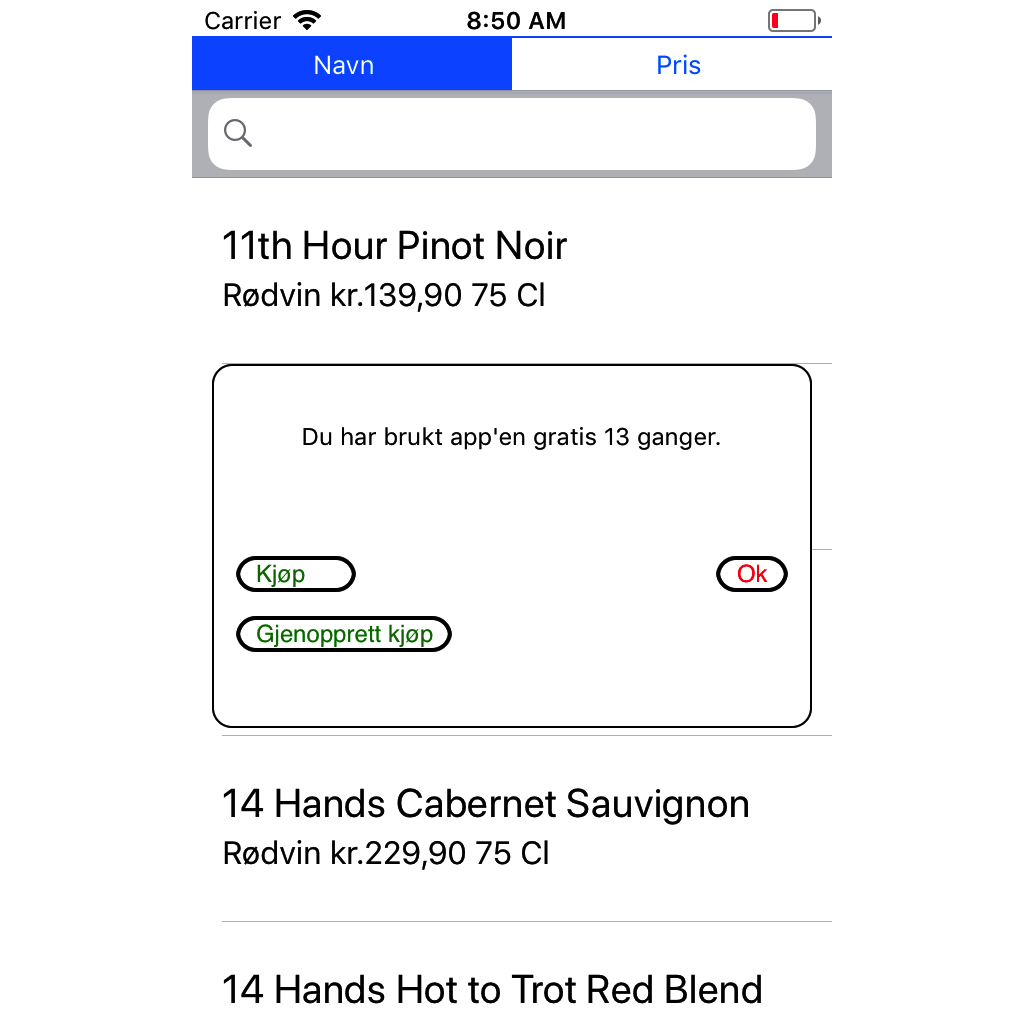 Carrier 8:50 AM
Navn Pris
11th Hour Pinot Noir
Rødvin kr.139,90 75 Cl
Du har brukt app'en gratis 13 ganger.
Kjøp Ok
Gjenopprett kjøp
14 Hands Cabernet Sauvignon
Rødvin kr.229,90 75 Cl
14 Hands Hot to Trot Red Blend